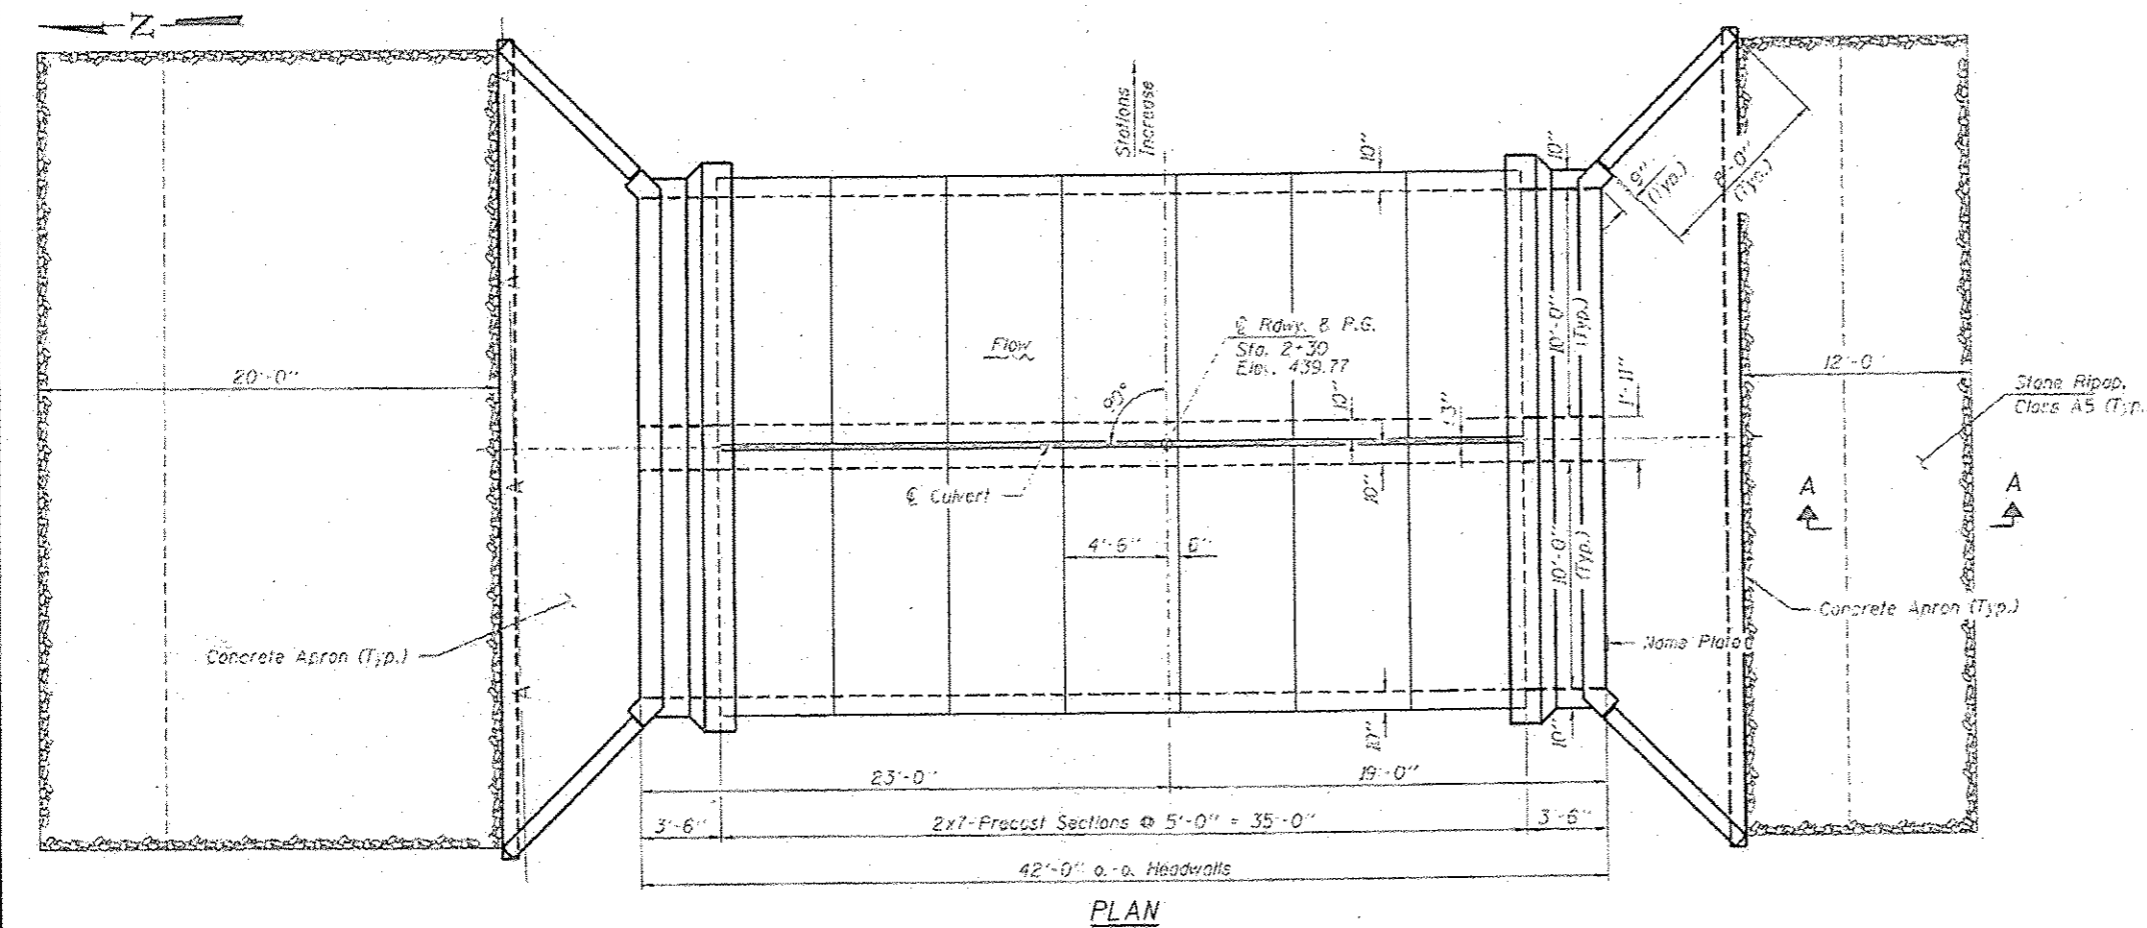 Z
Stations
Increase
10"
10"
9"
(Typ.)
8'-0"
(Typ.)
Flow
℄ Rdwy. & P.G.
Sta. 2+30
Elev. 439.77
90°
10'-0"
(Typ.)
1'-11"
20'-0"
12'-0
Stone Ripap,
Class A5 (Typ.
10"
3"
10"
℄ Culvert
A
A
4'-6"
6"
10'-0"
(Typ.)
Concrete Apron (Typ.)
Concrete Apron (Typ.)
Name Plate
10"
10"
23'-0"
19'-0"
3'-6"
2x7-Precast Sections @ 5'-0" = 35'-0"
3'-6"
42'-0" o.-o. Headwalls
PLAN